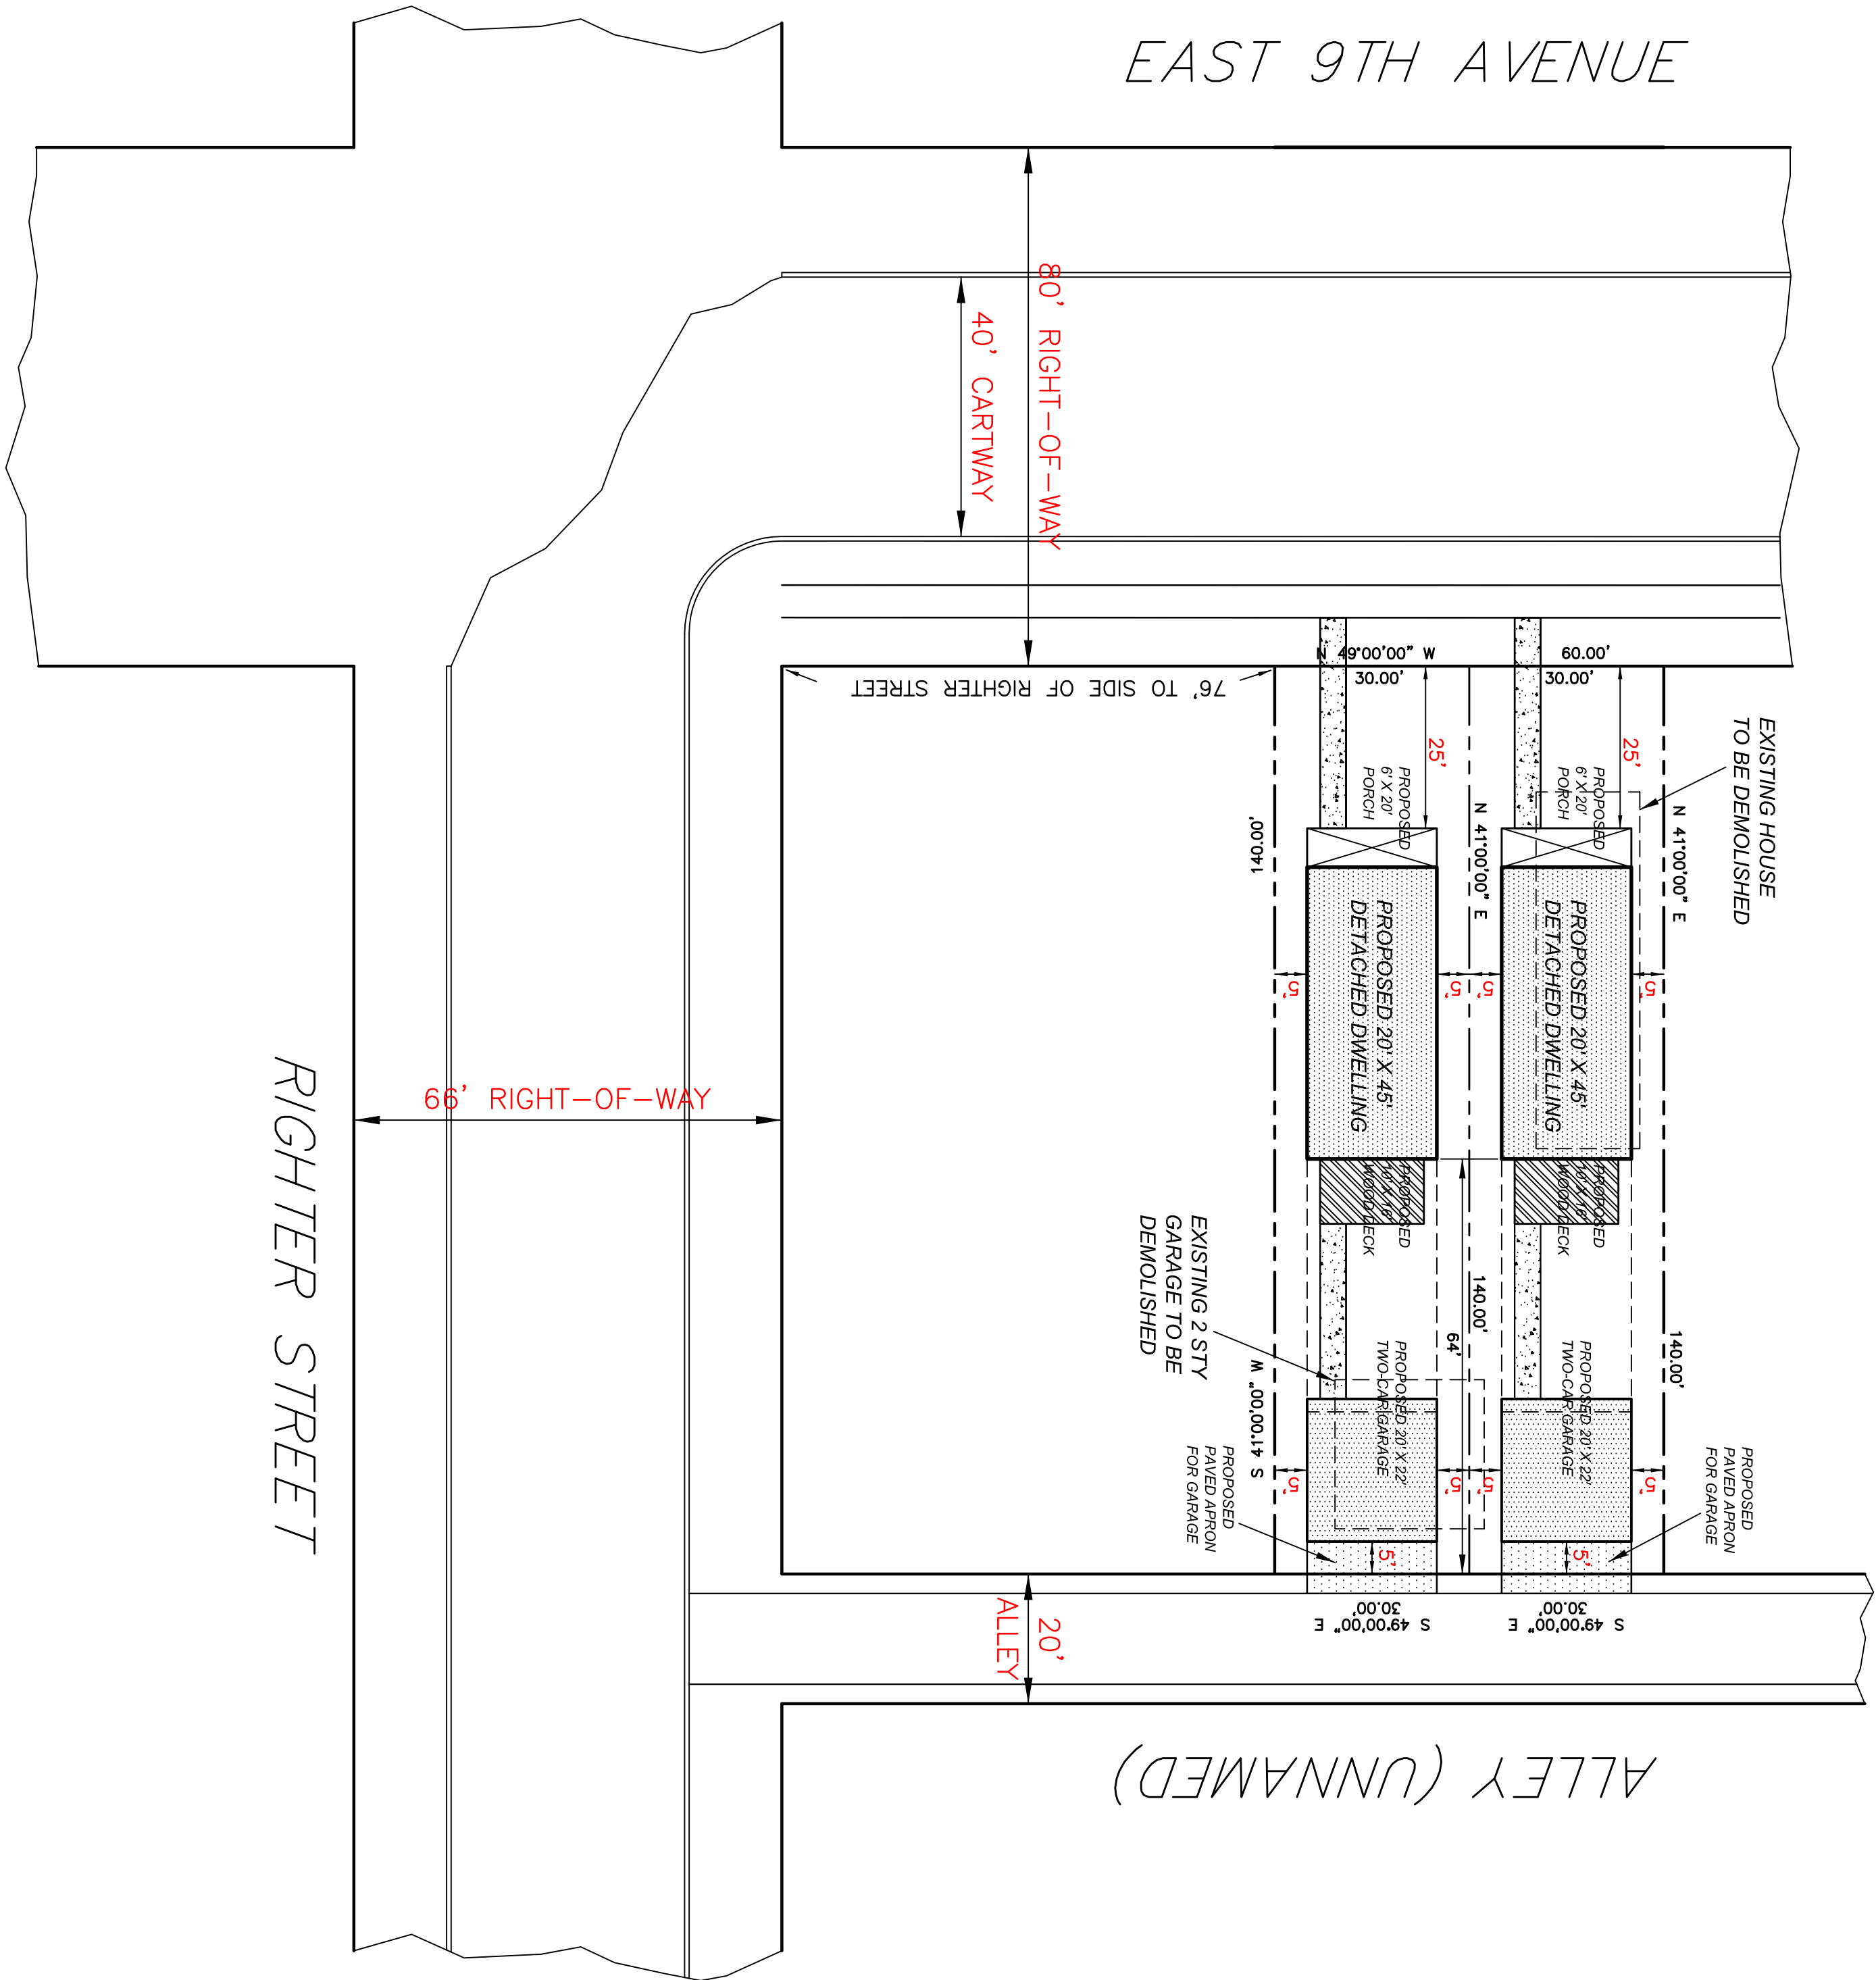 EAST 9TH AVENUE
80' RIGHT-OF-WAY
40' CARTWAY
N 49°00'00" W
60.00'
30.00'
30.00'
76' TO SIDE OF RIGHTER STREET
25'
25'
EXISTING HOUSE
TO BE DEMOLISHED
PROPOSED
6' X 20'
PORCH
PROPOSED
6' X 20'
PORCH
N 41°00'00" E
N 41°00'00" E
140.00'
PROPOSED 20' X 45'
DETACHED DWELLING
PROPOSED 20' X 45'
DETACHED DWELLING
5'
5'
5'
5'
66' RIGHT-OF-WAY
RIGHTER STREET
PROPOSED
10' X 16'
WOOD DECK
PROPOSED
10' X 16'
WOOD DECK
EXISTING 2 STY
GARAGE TO BE
DEMOLISHED
140.00'
64'
140.00'
PROPOSED 20' X 22'
TWO-CAR GARAGE
PROPOSED 20' X 22'
TWO-CAR GARAGE
S 41°00'00" W
PROPOSED
PAVED APRON
FOR GARAGE
PROPOSED
PAVED APRON
FOR GARAGE
5'
5'
5'
5'
5'
5'
S 49°00'00" E
30.00'
S 49°00'00" E
30.00'
20'
ALLEY
ALLEY (UNNAMED)